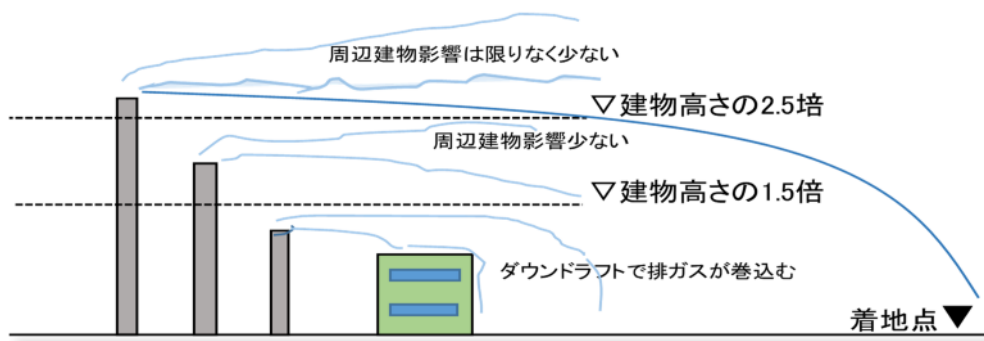 周辺建物影響は限りなく少ない
▽建物高さの2.5培
周辺建物影響少ない
▽建物高さの1.5倍
ダウンドラフトで排ガスが巻込む
着地点▼